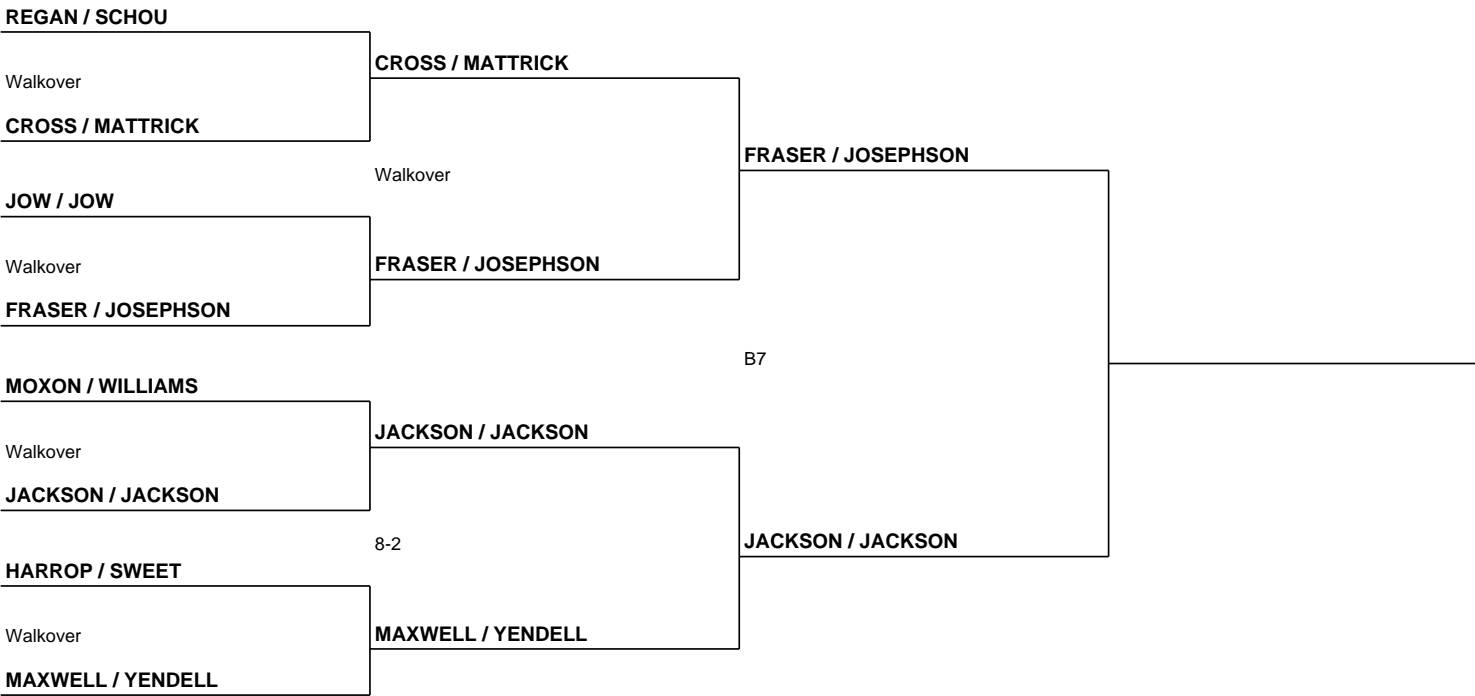 REGAN / SCHOU
Walkover
CROSS / MATTRICK
JOW / JOW
Walkover
FRASER / JOSEPHSON
MOXON / WILLIAMS
Walkover
JACKSON / JACKSON
HARROP / SWEET
Walkover
MAXWELL / YENDELL
CROSS / MATTRICK
Walkover
FRASER / JOSEPHSON
JACKSON / JACKSON
8-2
MAXWELL / YENDELL
FRASER / JOSEPHSON
B7
JACKSON / JACKSON